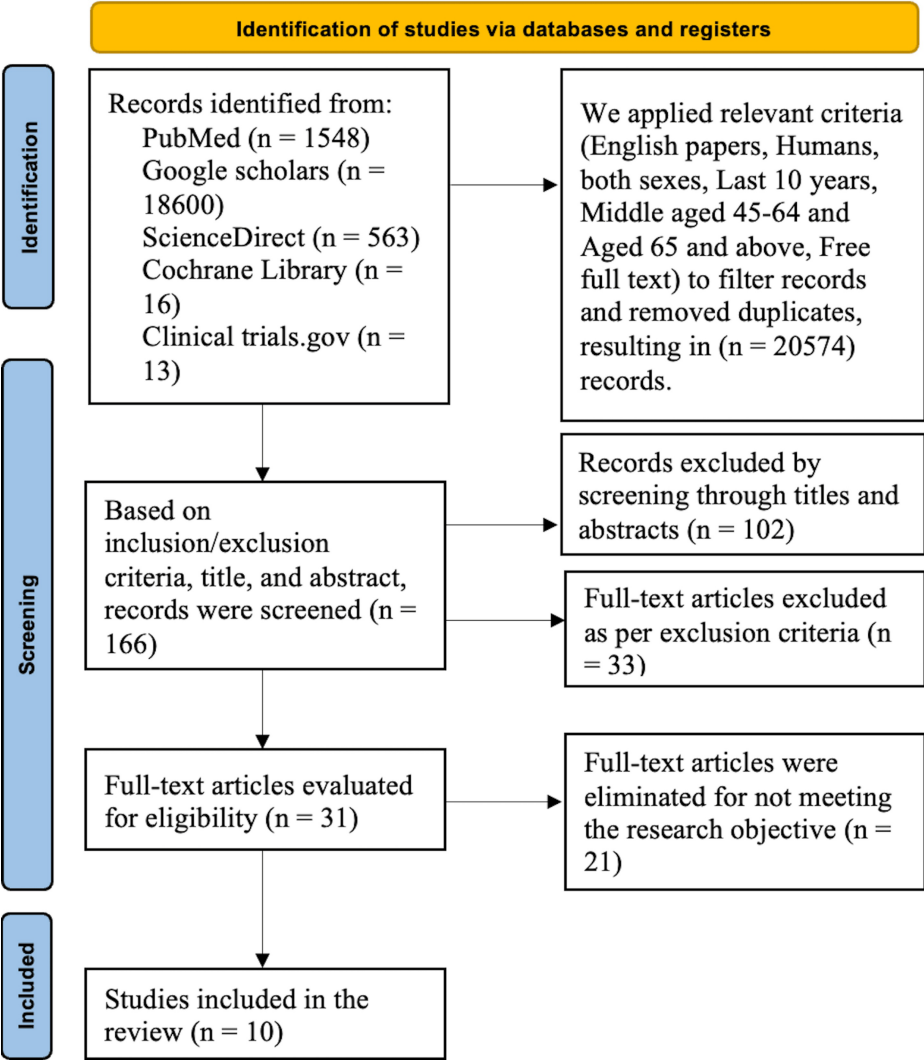 Identification of studies via databases and registers
Identification
Records identified from:
PubMed (n = 1548)
Google scholars (n =
18600)
ScienceDirect (n = 563)
Cochrane Library (n =
16)
Clinical trials.gov (n =
13)
We applied relevant criteria
(English papers, Humans,
both sexes, Last 10 years,
Middle aged 45-64 and
Aged 65 and above, Free
full text) to filter records
and removed duplicates,
resulting in (n = 20574)
records.
Screening
Based on
inclusion/exclusion
criteria, title, and abstract,
records were screened (n =
166)
Records excluded by
screening through titles and
abstracts (n = 102)
Full-text articles excluded
as per exclusion criteria (n
= 33)
Full-text articles evaluated
for eligibility (n = 31)
Full-text articles were
eliminated for not meeting
the research objective (n =
21)
Included
Studies included in the
review (n = 10)